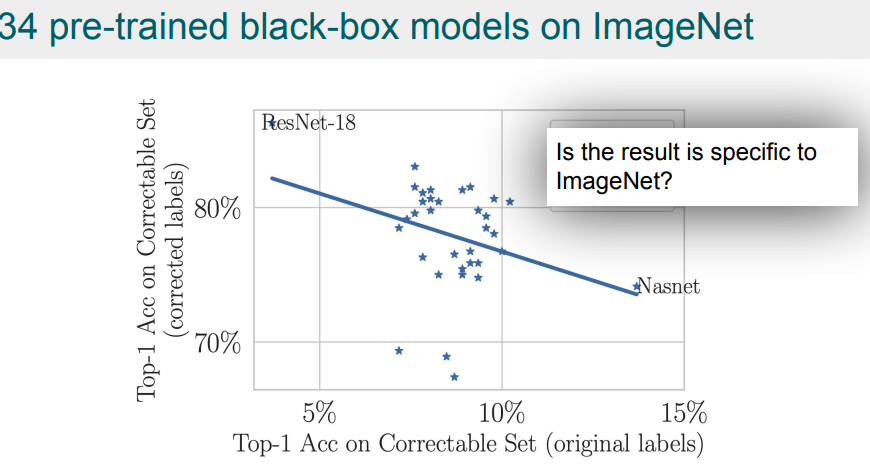 34 pre-trained black-box models on ImageNet
Top-1 Acc on Correctable Set
(corrected labels)
ResNet-18
Is the result is specific to
ImageNet?
80%
Nasnet
70%
5%
10%
15%
Top-1 Acc on Correctable Set (original labels)